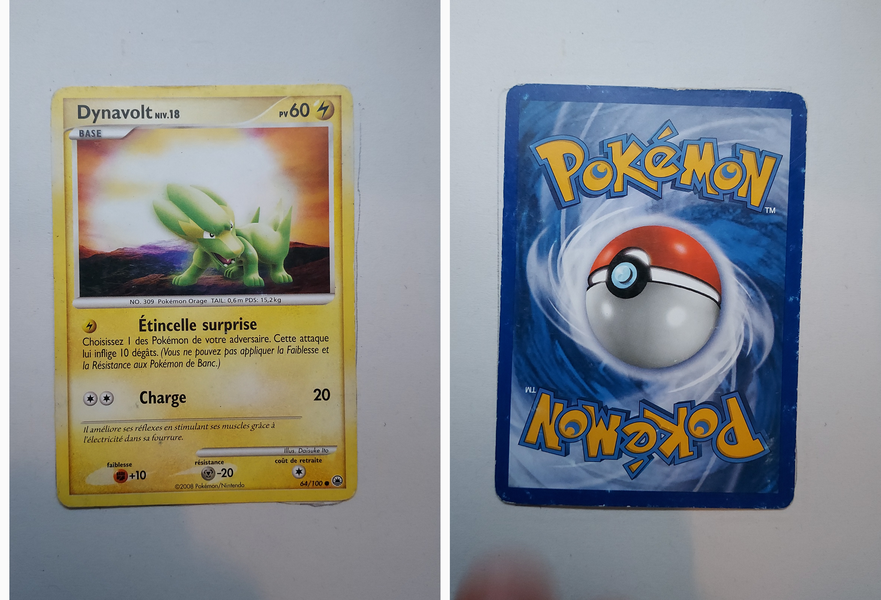 Dynavolt NIV.18
PV 60
BASE
NO. 309 Pokémon Orage TAIL: 0,6m PDS: 15,2kg
Étincelle surprise
Choisissez 1 des Pokémon de votre adversaire. Cette attaque
lui inflige 10 dégâts. (Vous ne pouvez pas appliquer la Faiblesse et
la Résistance aux Pokémon de Banc.)
Charge 20
Il améliore ses réflexes en stimulant ses muscles grâce à
l'électricité dans sa fourrure.
Illus. Daisuke Ito
faiblesse résistance coût de retraite
+10 -20
©2008 Pokémon/Nintendo
64/100
POKéMON
TM
TM
POKéMON